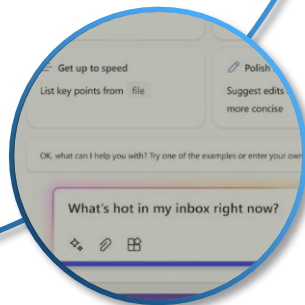 Get up to speed
List key points from file
Polish
Suggest edits
more concise
OK, what can I help you with? Try one of the examples or enter your own
What's hot in my inbox right now?